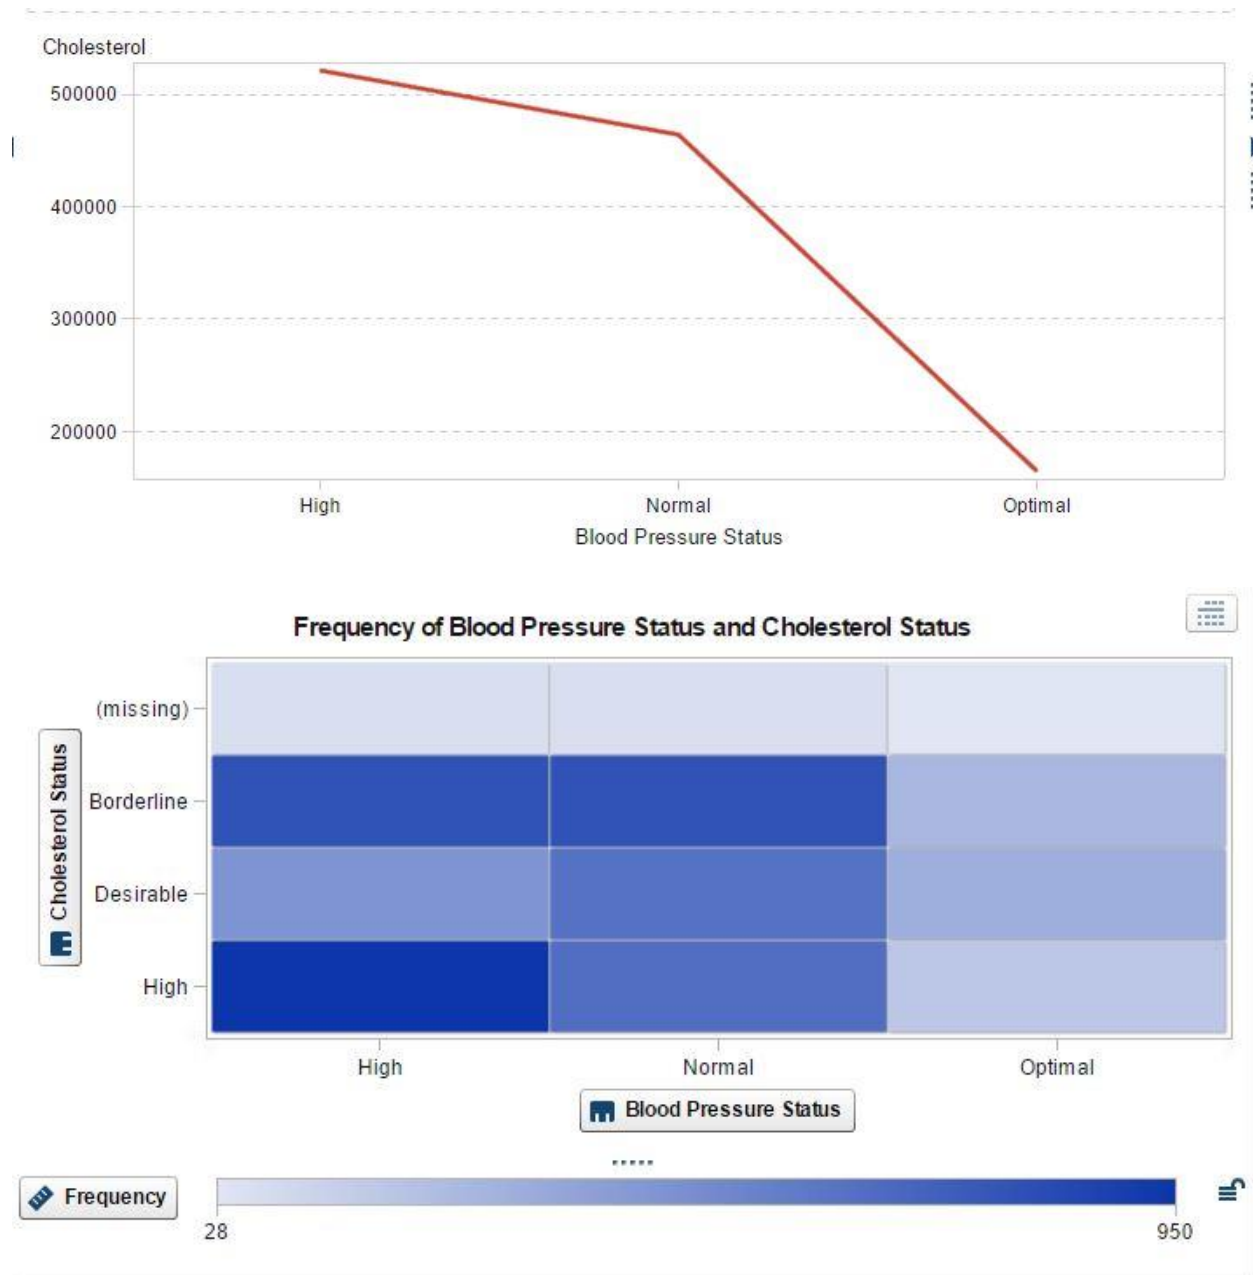 Cholesterol
500000
400000
300000
200000
High Normal Optimal
Blood Pressure Status
Frequency of Blood Pressure Status and Cholesterol Status
Cholesterol Status
(missing)
Borderline
Desirable
High
High Normal Optimal
Blood Pressure Status
Frequency
28 950